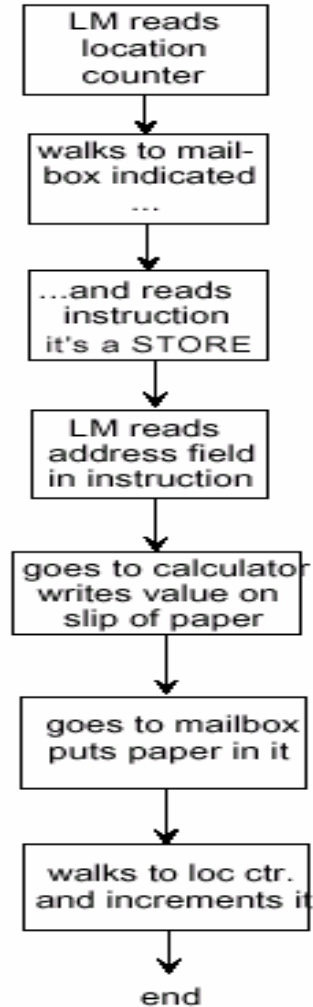 LM reads
location
counter
walks to mail-
box indicated
...
...and reads
instruction
it's a STORE
LM reads
address field
in instruction
goes to calculator
writes value on
slip of paper
goes to mailbox
puts paper in it
walks to loc ctr.
and increments it
end